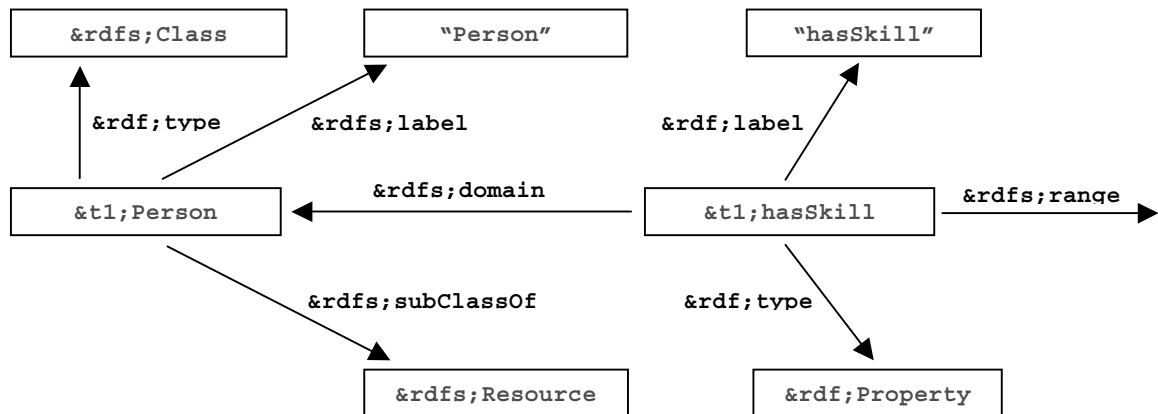 &rdfs;Class
“Person”
“hasSkill”
&rdf;type
&rdfs;label
&rdf;label
&rdfs;domain
&rdfs;range
&t1;Person
&t1;hasSkill
&rdfs;subClassOf
&rdf;type
&rdfs;Resource
&rdf;Property